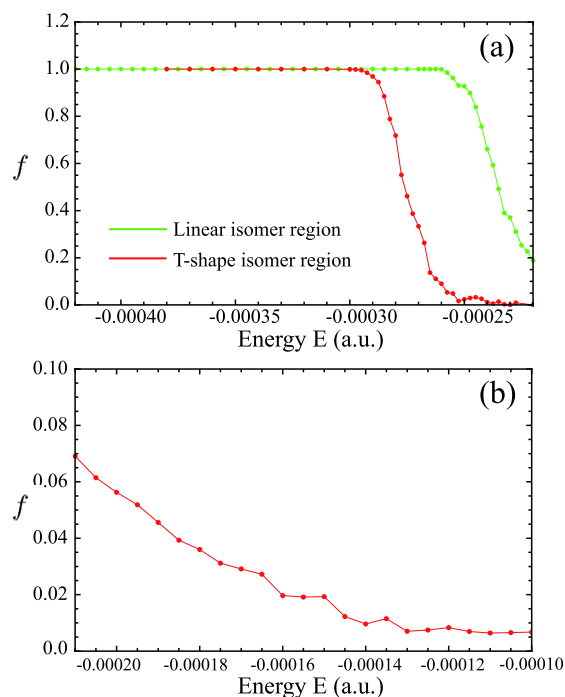 1.2
(a)
1.0
0.8
f
0.6
0.4
Linear isomer region
0.2
T-shape isomer region
0.0
-0.00040 -0.00035 -0.00030 -0.00025
Energy E (a.u.)
0.10
(b)
0.08
0.06
f
0.04
0.02
0.0
-0.00020 -0.00018 -0.00016 -0.00014 -0.00012 -0.00010
Energy E (a.u.)